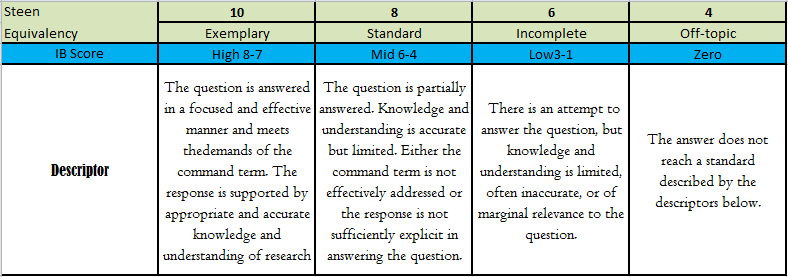 Steen 10 8 6 4
Equivalency Exemplary Standard Incomplete Off-topic
IB Score High 8-7 Mid 6-4 Low3-1 Zero
Descriptor
The question is answered
in a focused and effective
manner and meets
thedemands of the
command term. The
response is supported by
appropriate and accurate
knowledge and
understanding of research
The question is partially
answered. Knowledge and
understanding is accurate
but limited. Either the
command term is not
effectively addressed or
the response is not
sufficiently explicit in
answering the question.
There is an attempt to
answer the question, but
knowledge and
understanding is limited,
often inaccurate, or of
marginal relevance to the
question.
The answer does not
reach a standard
described by the
descriptors below.